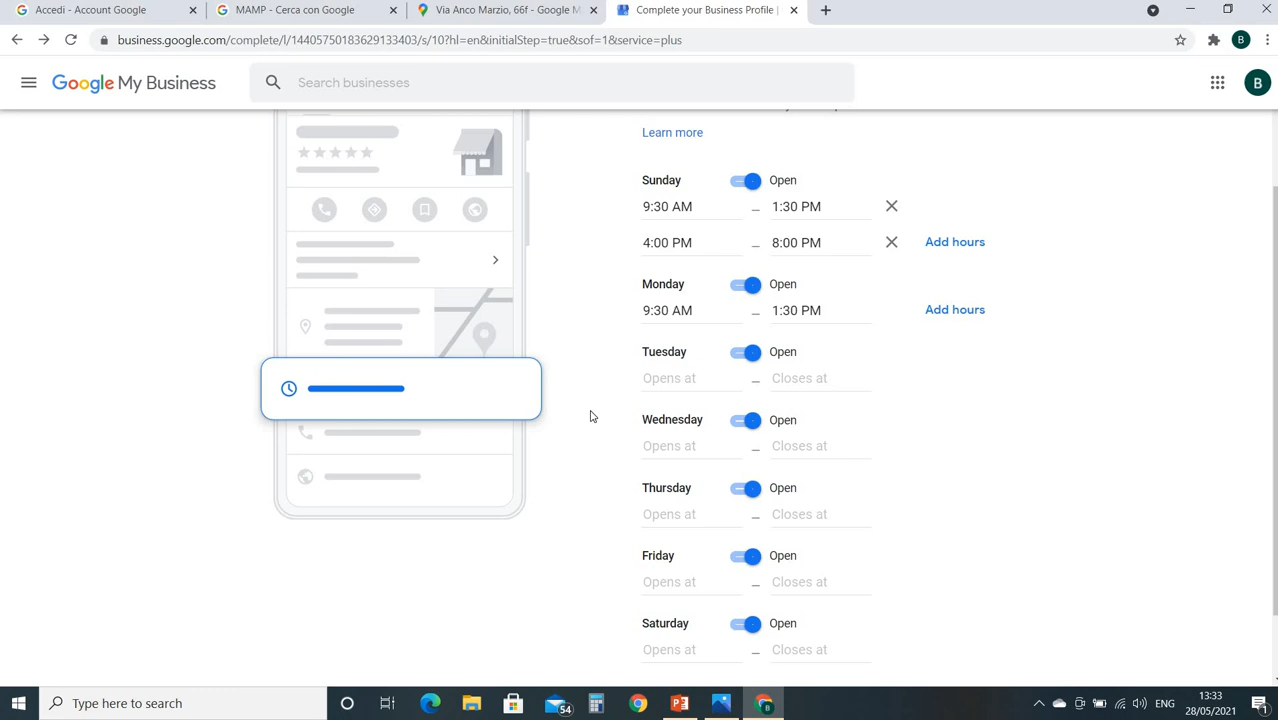 Accedi - Account Google
MAMP - Cerca con Google
Via Anco Marzio, 66f - Google M
Complete your Business Profile |
business.google.com/complete/l/14405750183629133403/s/10?hl=en&initialStep=true&sof=1&service=plus
B
Google My Business
Search businesses
B
Learn more
Sunday Open
9:30 AM – 1:30 PM
4:00 PM – 8:00 PM Add hours
Monday Open
9:30 AM – 1:30 PM Add hours
Tuesday Open
Opens at – Closes at
Wednesday Open
Opens at – Closes at
Thursday Open
Opens at – Closes at
Friday Open
Opens at – Closes at
Saturday Open
Opens at – Closes at
Type here to search
54
B
ENG
13:33
28/05/2021
1